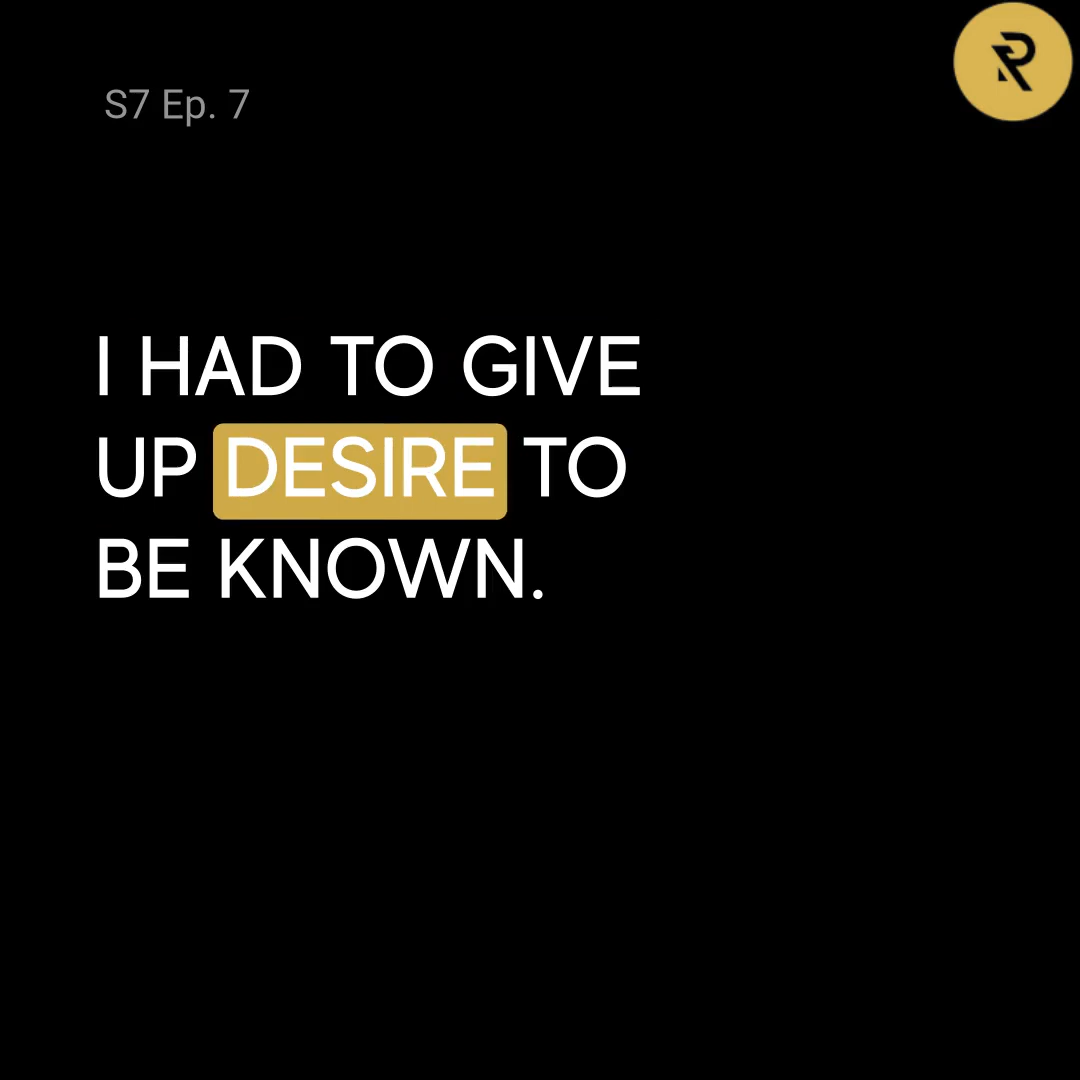 S7 Ep. 7
I HAD TO GIVE
UP DESIRE TO
BE KNOWN.